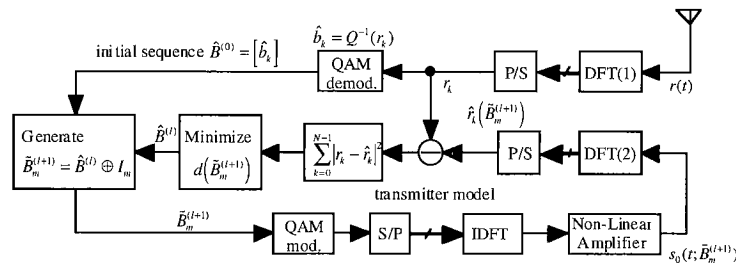 initial sequence B̂^(0) = [b̂_k]
b̂_k = Q^-1(r_k)
QAM
demod.
r_k
P/S
DFT(1)
r(t)
Generate
B̃_m^(l+1) = B̂^(l) ⊕ I_m
B̂^(l)
Minimize
d(B̃_m^(l+1))
∑_{k=0}^{N-1} |r_k − r̂_k|^2
r̂_k(B̃_m^(l+1))
P/S
DFT(2)
transmitter model
B̃_m^(l+1)
QAM
mod.
S/P
IDFT
Non-Linear
Amplifier
s_0(t; B̃_m^(l+1))